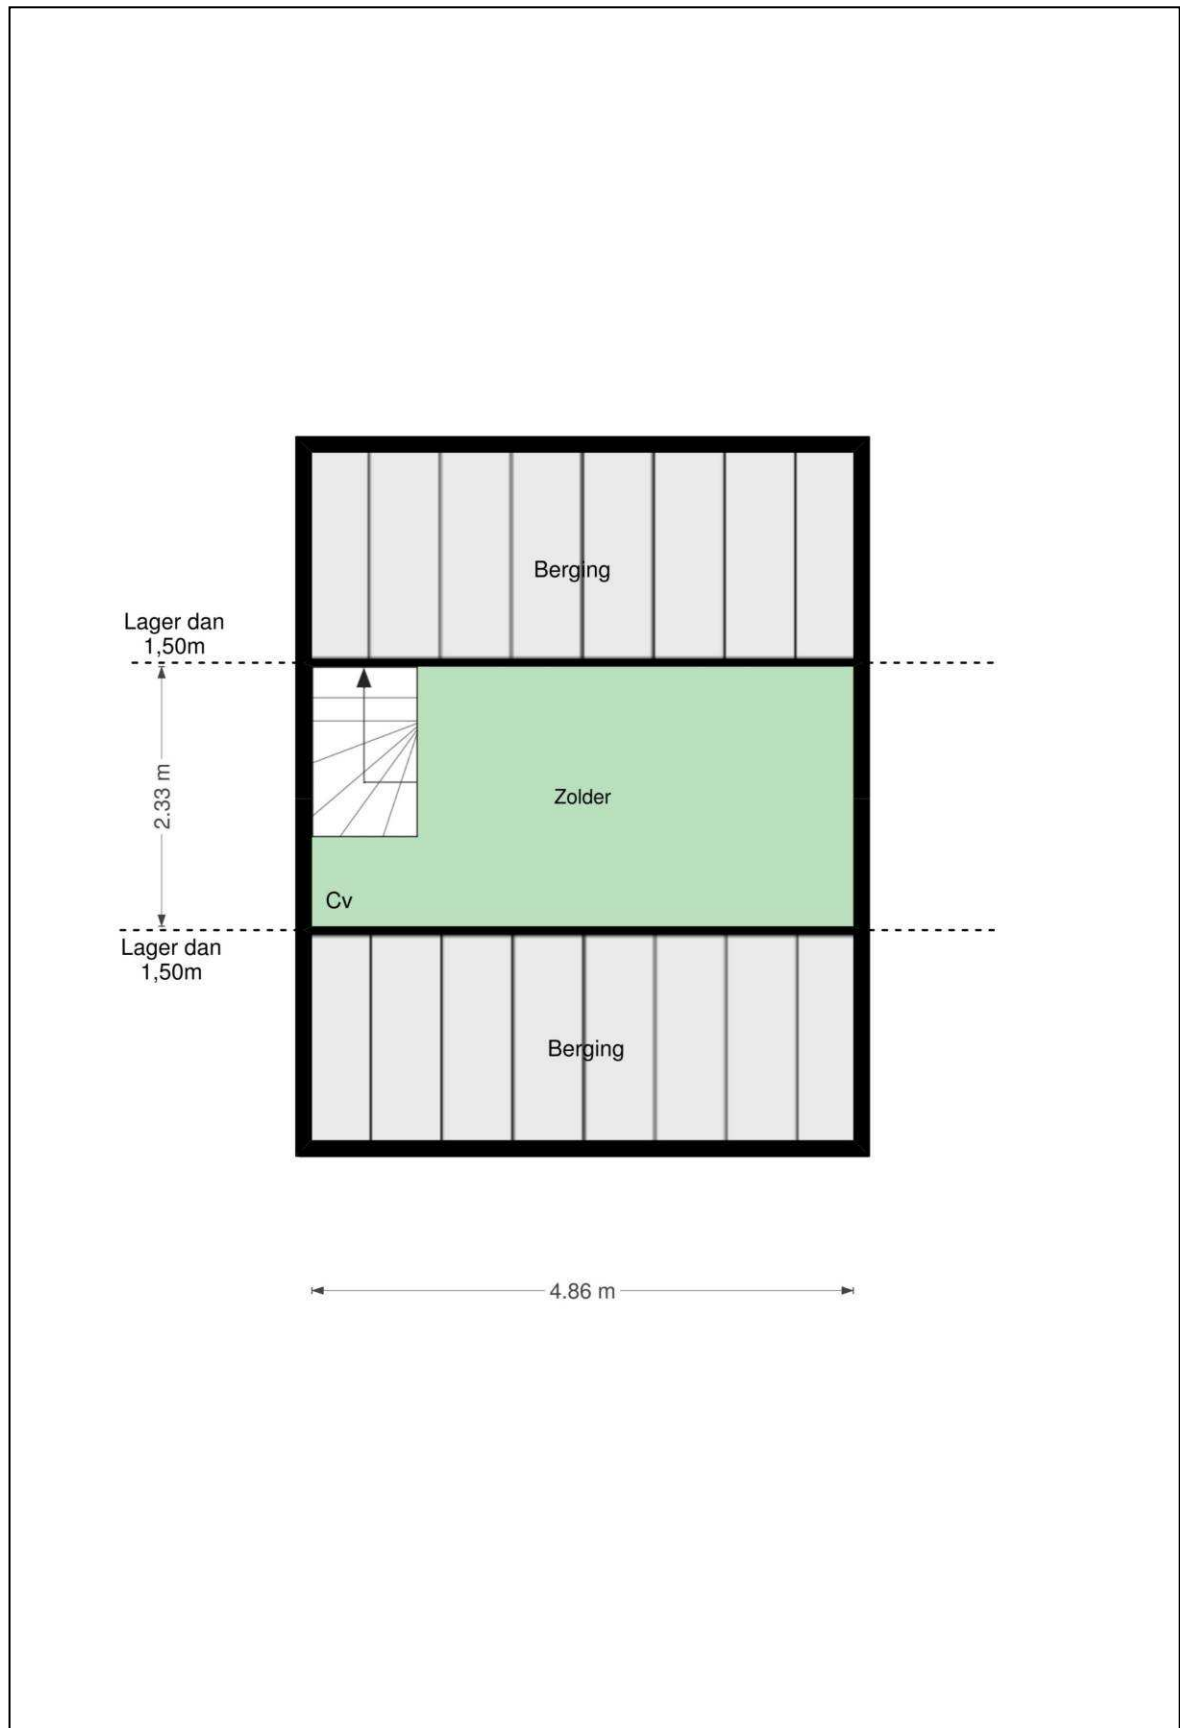 Berging
Lager dan
1,50m
2.33 m
Zolder
Cv
Lager dan
1,50m
Berging
4.86 m